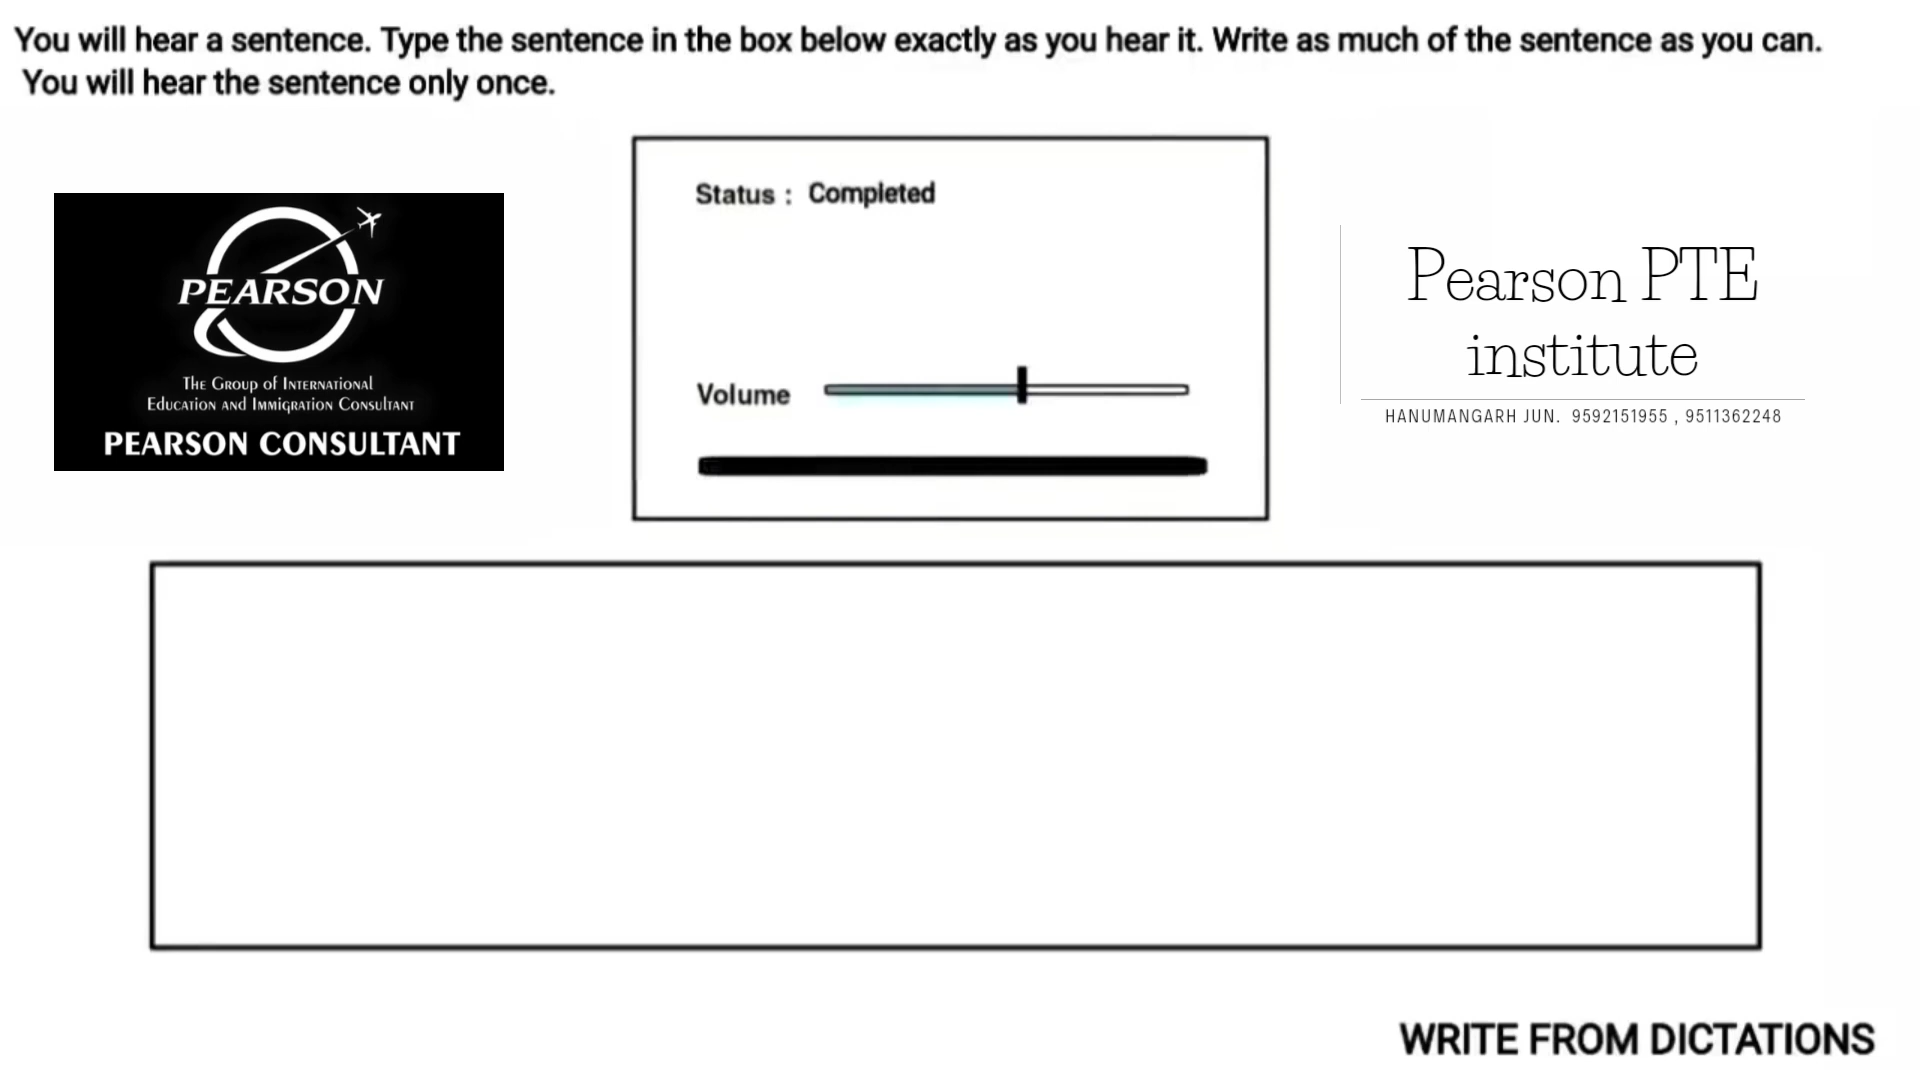 You will hear a sentence. Type the sentence in the box below exactly as you hear it. Write as much of the sentence as you can.
You will hear the sentence only once.
Status : Completed
Volume
PEARSON
The Group of International
Education and Immigration Consultant
PEARSON CONSULTANT
Pearson PTE
institute
HANUMANGARH JUN. 9592151955 , 9511362248
WRITE FROM DICTATIONS